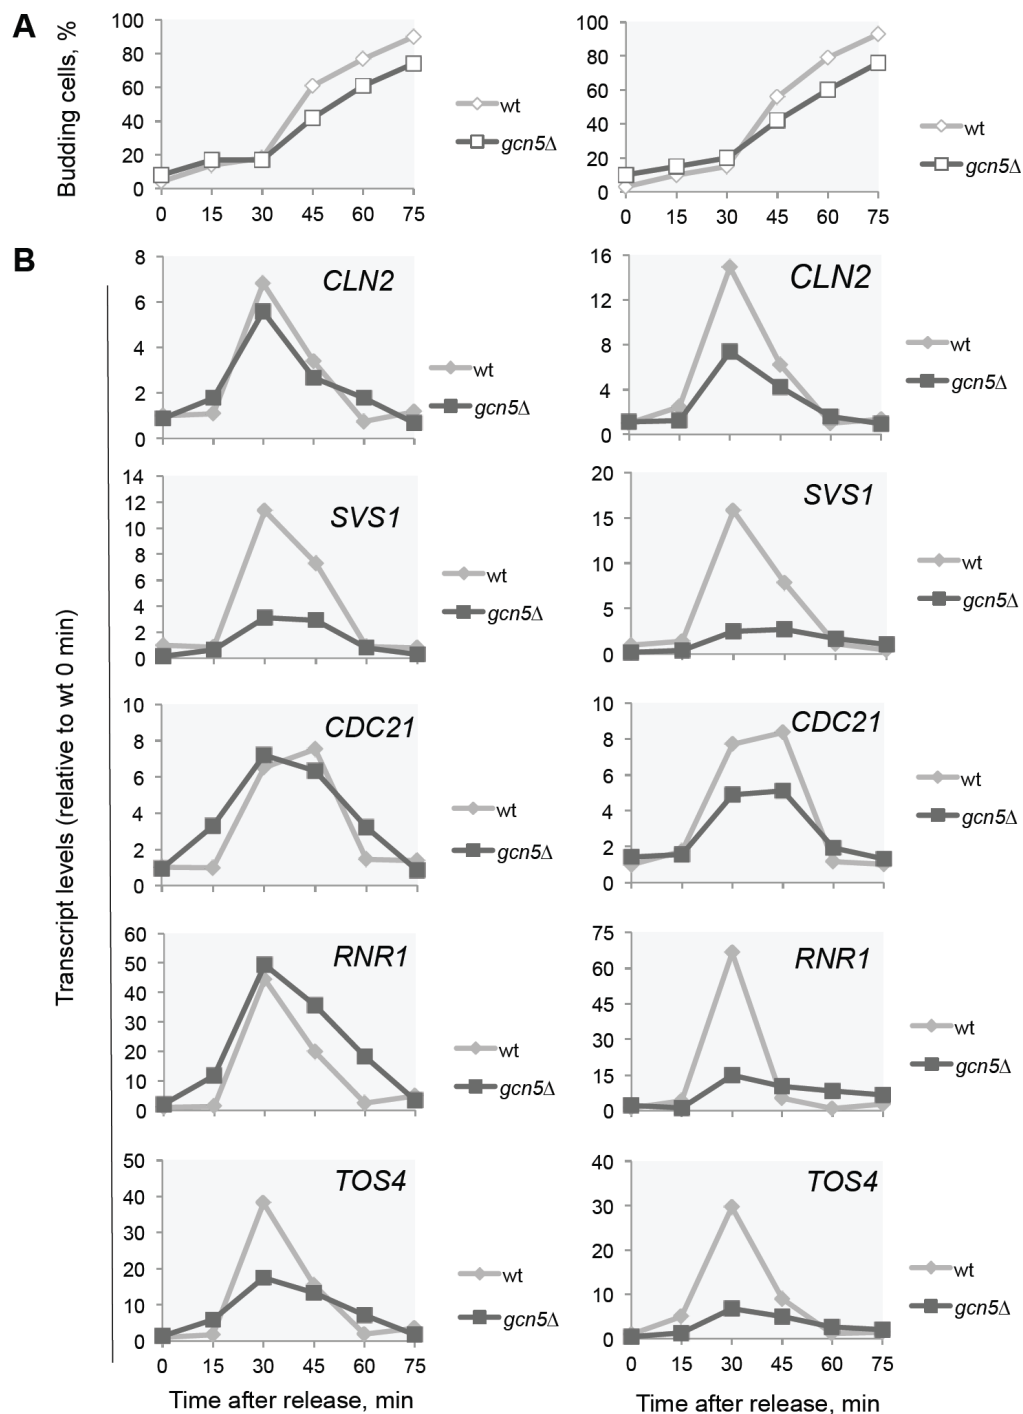 A
Budding cells, %
100
80
60
40
20
0
0 15 30 45 60 75
wt
gcn5Δ
100
80
60
40
20
0
0 15 30 45 60 75
wt
gcn5Δ
B
Transcript levels (relative to wt 0 min)
CLN2
8
6
4
2
0
wt
gcn5Δ
CLN2
16
12
8
4
0
wt
gcn5Δ
SVS1
14
12
10
8
6
4
2
0
wt
gcn5Δ
SVS1
20
15
10
5
0
wt
gcn5Δ
CDC21
10
8
6
4
2
0
wt
gcn5Δ
CDC21
10
8
6
4
2
0
wt
gcn5Δ
RNR1
60
50
40
30
20
10
0
wt
gcn5Δ
RNR1
75
60
45
30
15
0
wt
gcn5Δ
TOS4
50
40
30
20
10
0
0 15 30 45 60 75
wt
gcn5Δ
Time after release, min
TOS4
40
30
20
10
0
0 15 30 45 60 75
wt
gcn5Δ
Time after release, min